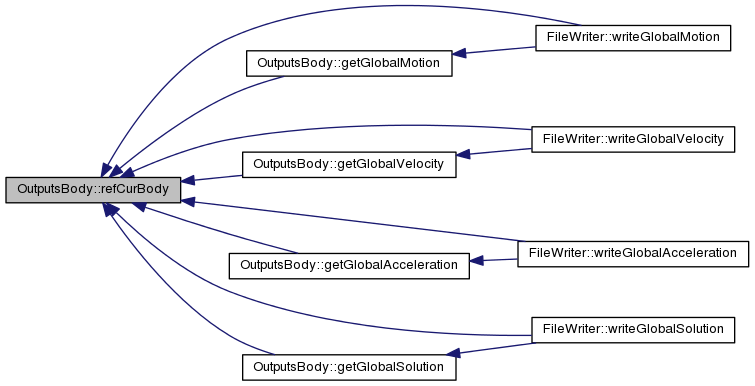 FileWriter::writeGlobalMotion
OutputsBody::getGlobalMotion
FileWriter::writeGlobalVelocity
OutputsBody::getGlobalVelocity
OutputsBody::refCurBody
FileWriter::writeGlobalAcceleration
OutputsBody::getGlobalAcceleration
FileWriter::writeGlobalSolution
OutputsBody::getGlobalSolution